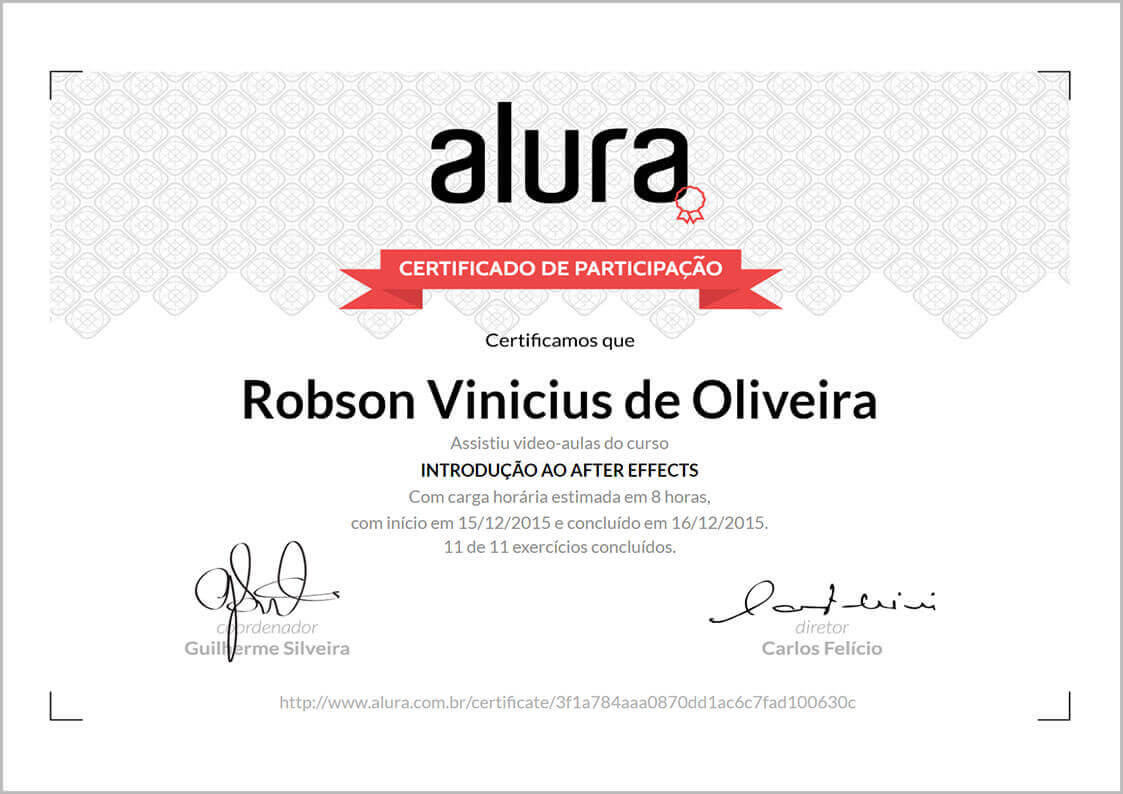 alura
CERTIFICADO DE PARTICIPAÇÃO
Certificamos que
Robson Vinicius de Oliveira
Assistiu video-aulas do curso
INTRODUÇÃO AO AFTER EFFECTS
Com carga horária estimada em 8 horas,
com início em 15/12/2015 e concluído em 16/12/2015.
11 de 11 exercícios concluídos.
coordenador
Guilherme Silveira
diretor
Carlos Felício
http://www.alura.com.br/certificate/3f1a784aaa0870dd1ac6c7fad100630c